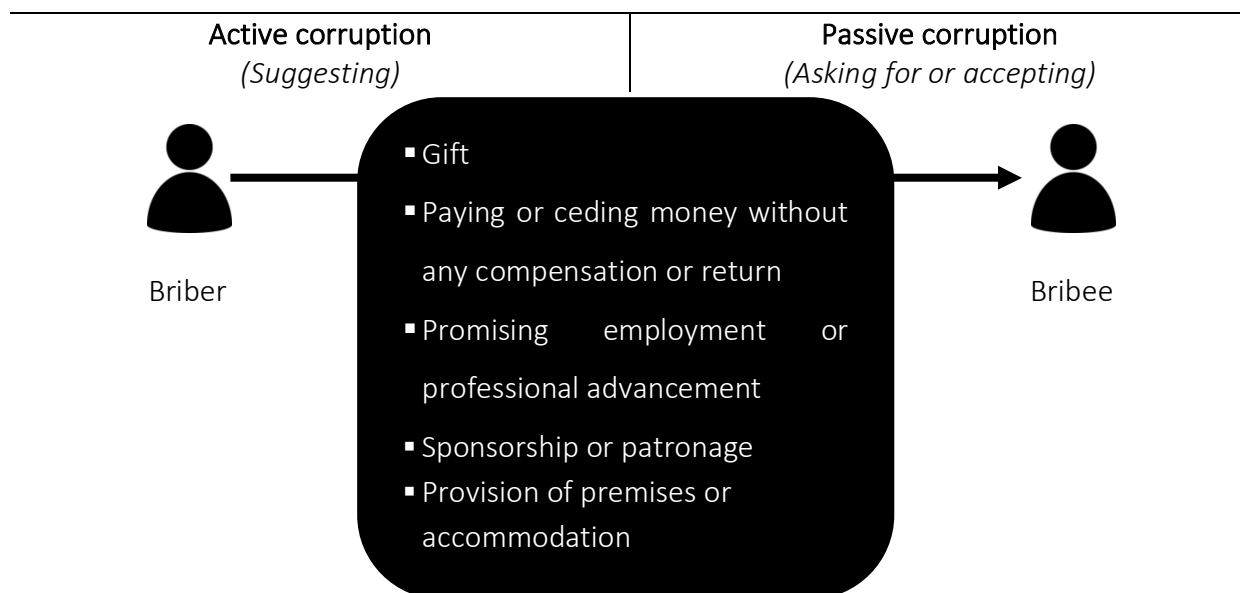 Active corruption
(Suggesting)
Passive corruption
(Asking for or accepting)
Briber
▪ Gift
▪ Paying or ceding money without
any compensation or return
▪ Promising employment or
professional advancement
▪ Sponsorship or patronage
▪ Provision of premises or
accommodation
Bribee